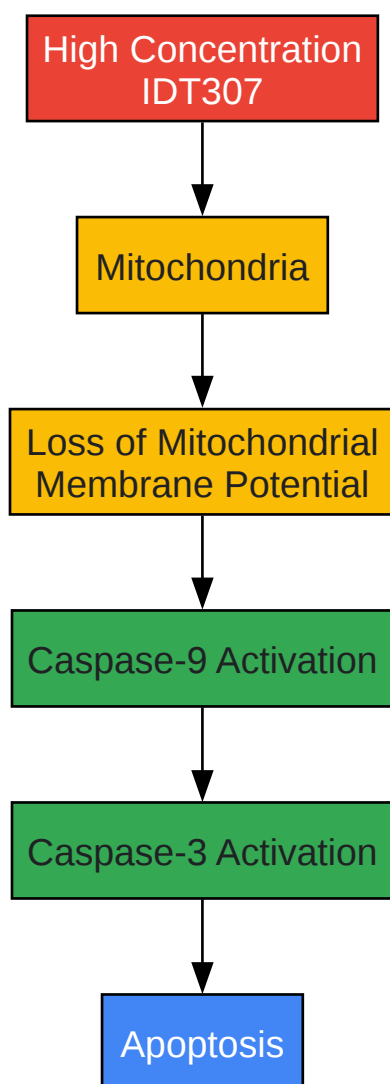 High Concentration
IDT307
Mitochondria
Loss of Mitochondrial
Membrane Potential
Caspase-9 Activation
Caspase-3 Activation
Apoptosis